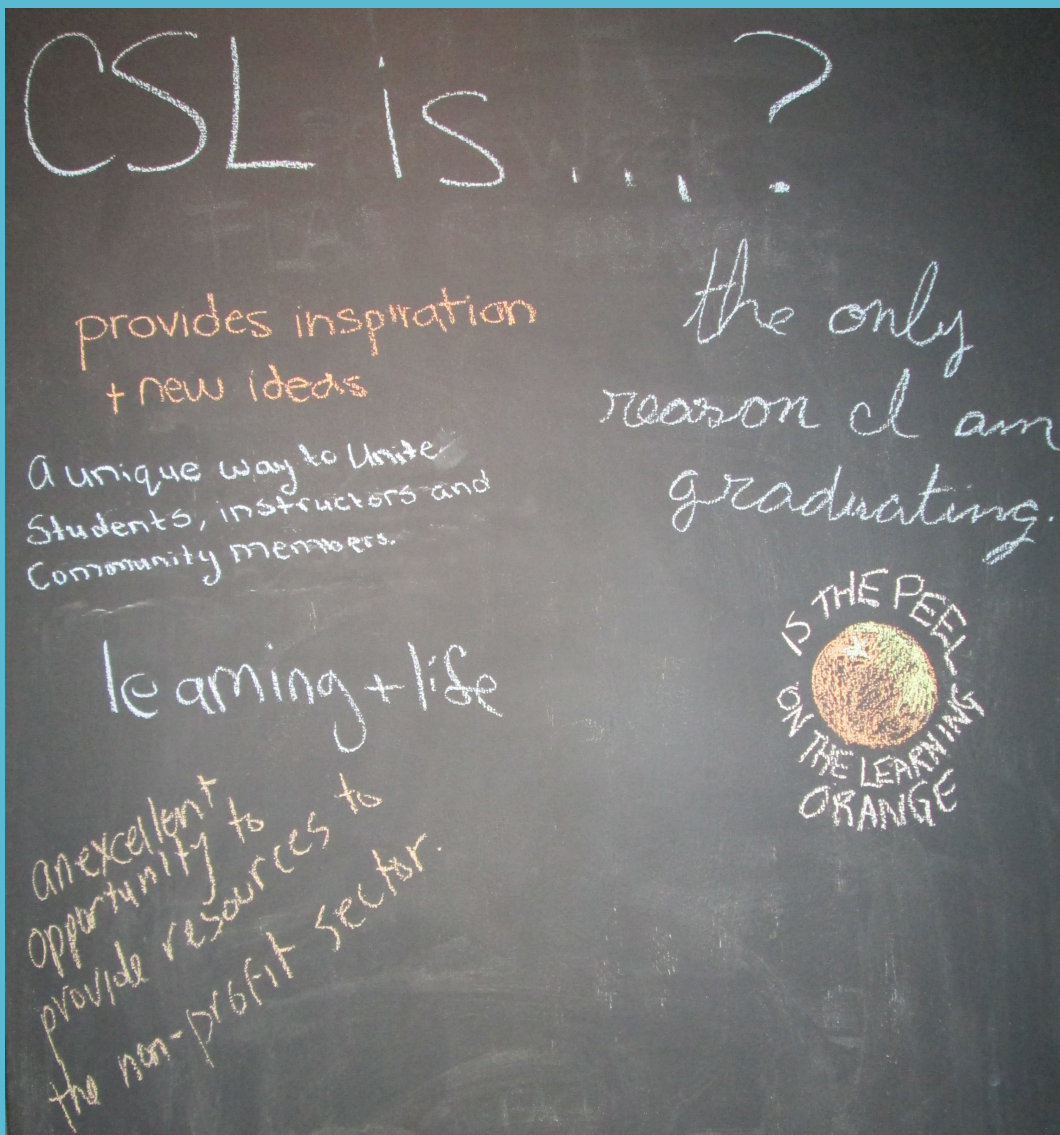 CSL is ...?
provides inspiration
+ new ideas
the only
reason I am
graduating.
A unique way to Unite
Students, instructors and
Community members.
IS THE PEEL
ON THE LEARNING
ORANGE
learning + life
an excellent
opportunity to
provide resources to
the non-profit sector.